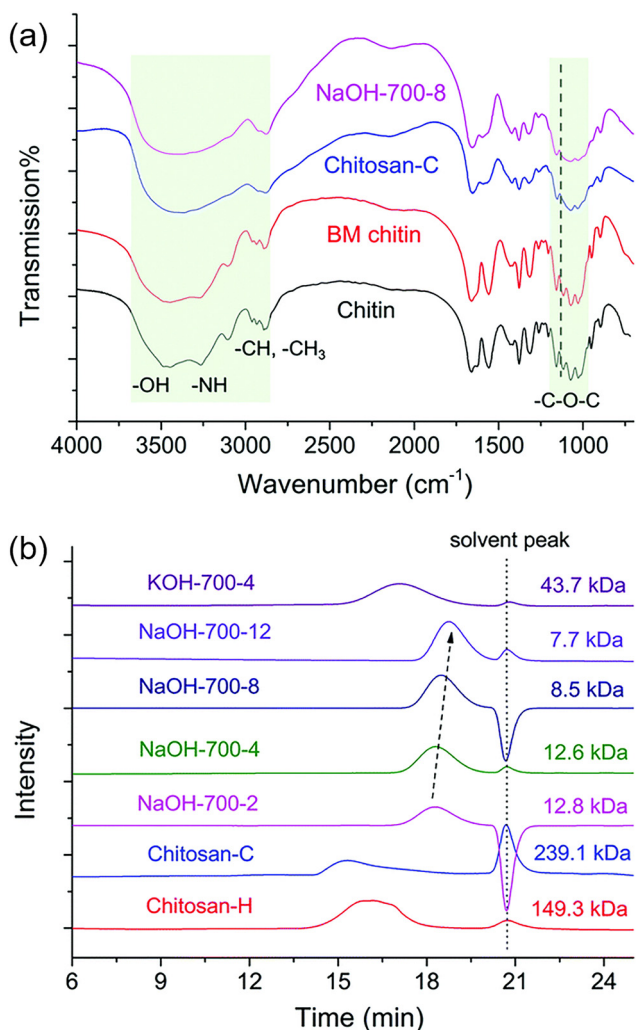 (a)
NaOH-700-8
Chitosan-C
BM chitin
Chitin
-CH, -CH₃
-OH -NH
-C-O-C
Transmission%
4000 3500 3000 2500 2000 1500 1000
Wavenumber (cm⁻¹)
(b)
solvent peak
KOH-700-4 43.7 kDa
NaOH-700-12 7.7 kDa
NaOH-700-8 8.5 kDa
NaOH-700-4 12.6 kDa
NaOH-700-2 12.8 kDa
Chitosan-C 239.1 kDa
Chitosan-H 149.3 kDa
Intensity
6 9 12 15 18 21 24
Time (min)